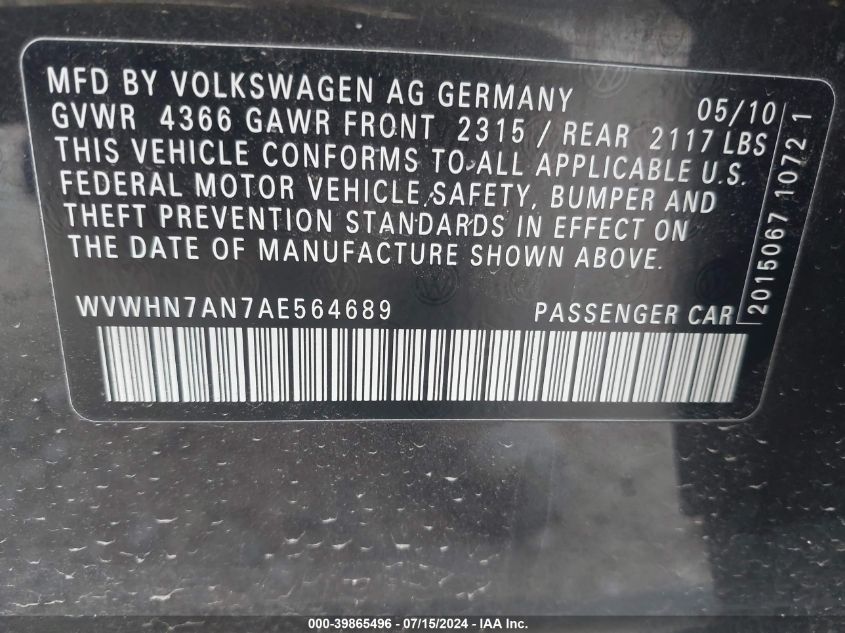 MFD BY VOLKSWAGEN AG GERMANY 05/10
GVWR 4366 GAWR FRONT 2315 / REAR 2117 LBS
THIS VEHICLE CONFORMS TO ALL APPLICABLE U.S.
FEDERAL MOTOR VEHICLE SAFETY, BUMPER AND
THEFT PREVENTION STANDARDS IN EFFECT ON
THE DATE OF MANUFACTURE SHOWN ABOVE.
WVWHN7AN7AE564689 PASSENGER CAR
2015067 1072 1
000-39865496 - 07/15/2024 - IAA Inc.